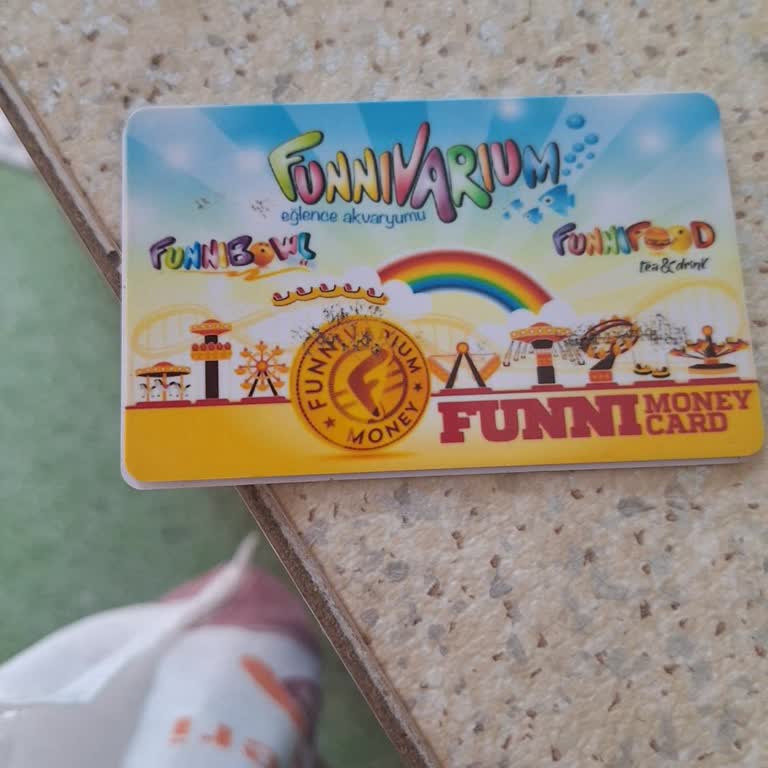 FUNNIVARIUM
eğlence akvaryumu
FUNNIBOWL
FUNNIFOOD
tea & drink
FUNNIVARIUM
MONEY
FUNNI MONEY
CARD